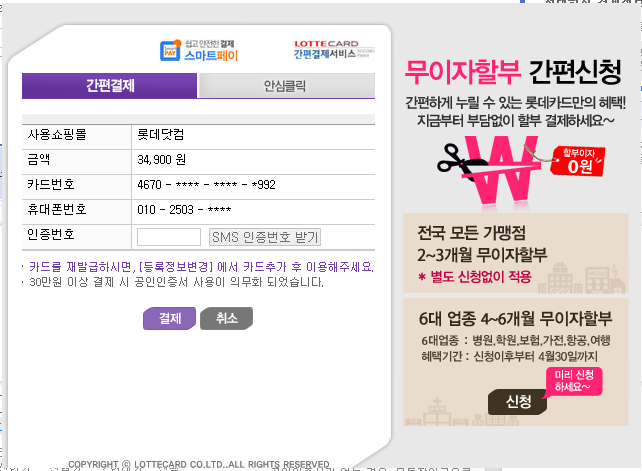 쉽고 안전한 결제
스마트페이
LOTTECARD
간편결제서비스
간편결제
안심클릭
사용쇼핑몰 롯데닷컴
금액 34,900 원
카드번호 4670 - **** - **** - *992
휴대폰번호 010 - 2503 - ****
인증번호 SMS 인증번호 받기
· 카드를 재발급하시면, [등록정보변경] 에서 카드추가 후 이용해주세요.
· 30만원 이상 결제 시 공인인증서 사용이 의무화 되었습니다.
결제 취소
COPYRIGHT ⓒ LOTTECARD CO.LTD..ALL RIGHTS RESERVED
무이자할부 간편신청
간편하게 누릴 수 있는 롯데카드만의 혜택!
지금부터 부담없이 할부 결제하세요~
할부이자
0원
전국 모든 가맹점
2~3개월 무이자할부
* 별도 신청없이 적용
6대 업종 4~6개월 무이자할부
6대업종 : 병원,학원,보험,가전,항공,여행
혜택기간 : 신청이후부터 4월30일까지
미리 신청
하세요~
신청